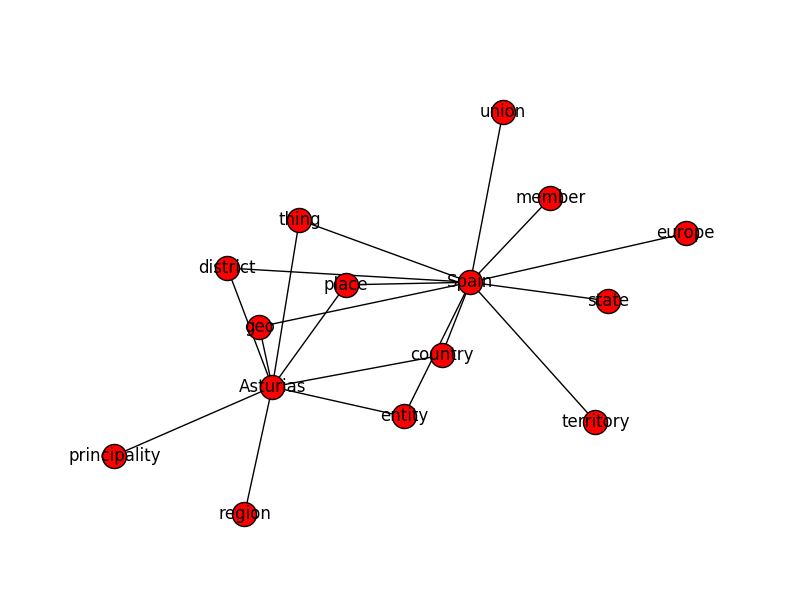 union
member
thing
europe
district
Spain
place
state
geo
country
Asturias
entity
territory
principality
region